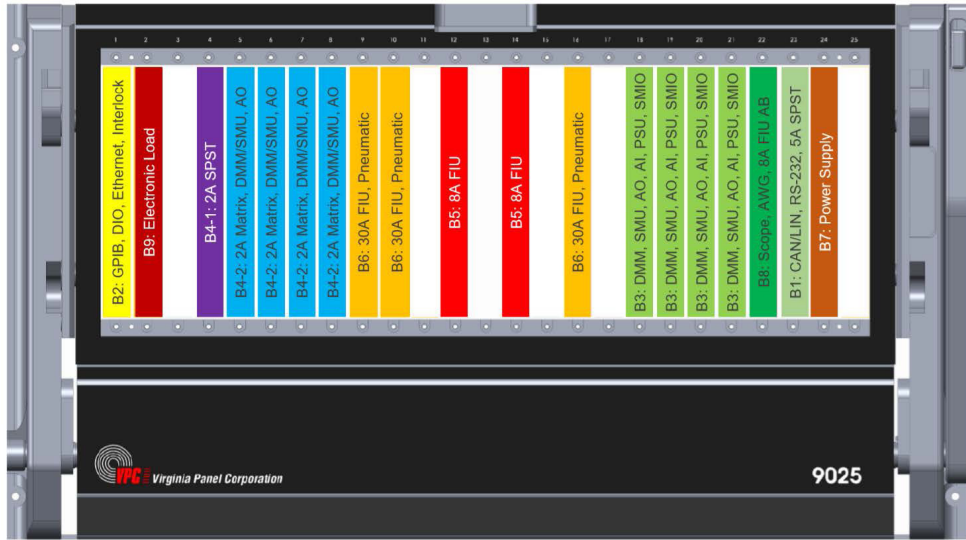 1 2 3 4 5 6 7 8 9 10 11 12 13 14 15 16 17 18 19 20 21 22 23 24 25
B2: GPIB, DIO, Ethernet, Interlock
B9: Electronic Load
B4-1: 2A SPST
B4-2: 2A Matrix, DMM/SMU, AO
B4-2: 2A Matrix, DMM/SMU, AO
B4-2: 2A Matrix, DMM/SMU, AO
B4-2: 2A Matrix, DMM/SMU, AO
B6: 30A FIU, Pneumatic
B6: 30A FIU, Pneumatic
B5: 8A FIU
B5: 8A FIU
B6: 30A FIU, Pneumatic
B3: DMM, SMU, AO, AI, PSU, SMIO
B3: DMM, SMU, AO, AI, PSU, SMIO
B3: DMM, SMU, AO, AI, PSU, SMIO
B3: DMM, SMU, AO, AI, PSU, SMIO
B8: Scope, AWG, 8A FIU AB
B1: CAN/LIN, RS-232, 5A SPST
B7: Power Supply
VPC Virginia Panel Corporation
9025